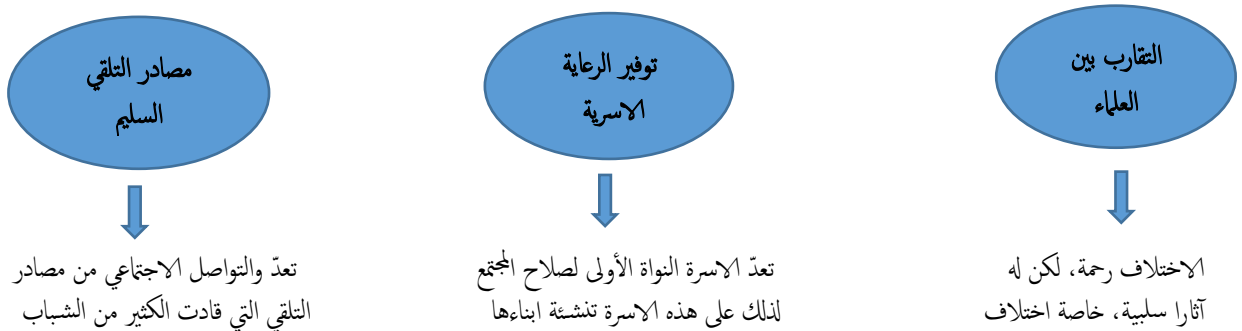 التقارب بين
العلماء
الاختلاف رحمة، لكن له
آثارا سلبية، خاصة اختلاف
توفير الرعاية
الاسرية
تعدّ الاسرة النواة الأولى لصلاح المجتمع
لذلك على هذه الاسرة تنشئة ابناءها
مصادر التلقي
السليم
تعدّ والتواصل الاجتماعي من مصادر
التلقي التي قادت الكثير من الشباب